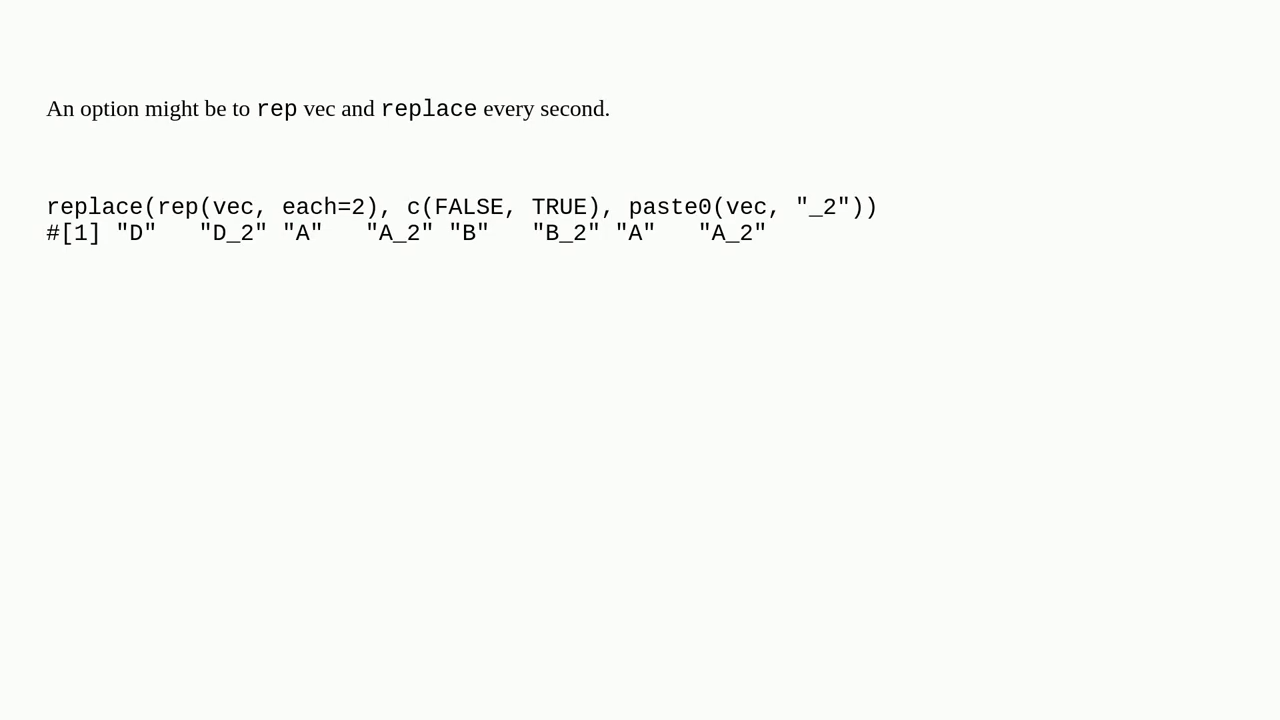 An option might be to rep vec and replace every second.
replace(rep(vec, each=2), c(FALSE, TRUE), paste0(vec, "_2"))
#[1] "D"   "D_2" "A"   "A_2" "B"   "B_2" "A"   "A_2"